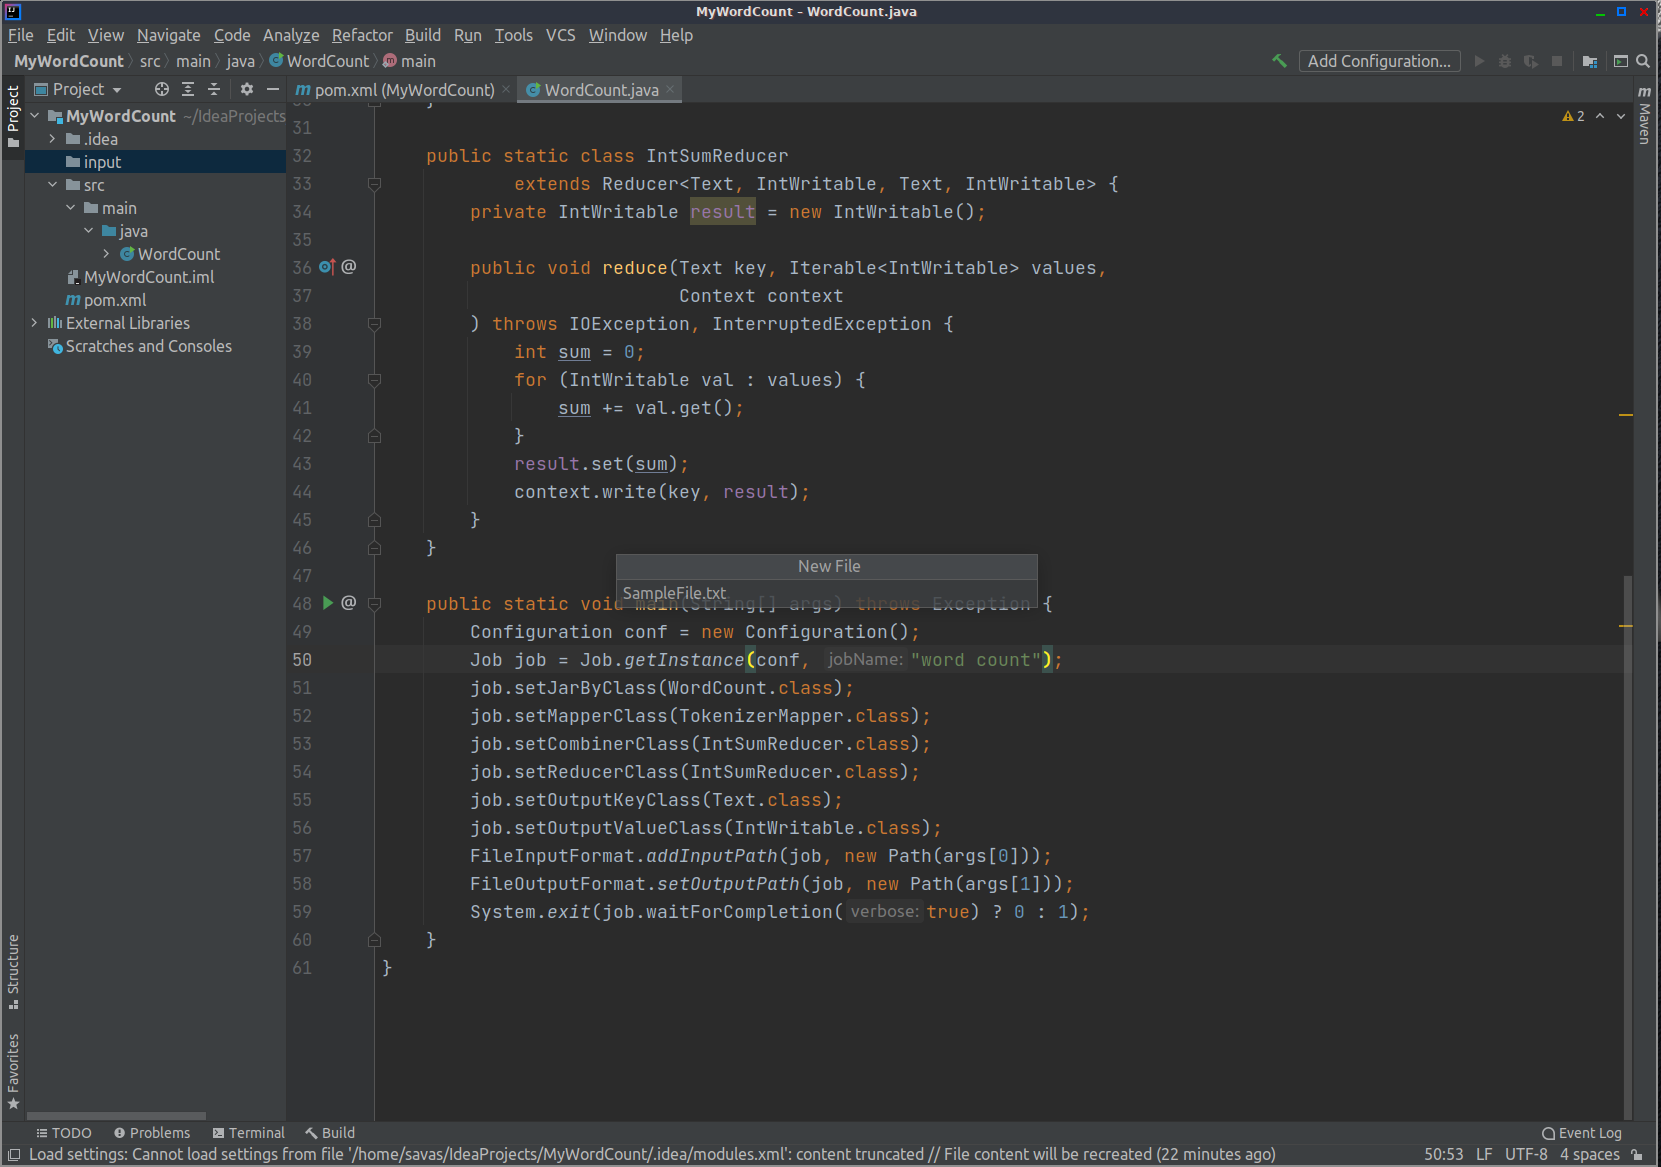 MyWordCount - WordCount.java
File Edit View Navigate Code Analyze Refactor Build Run Tools VCS Window Help
MyWordCount src main java WordCount main Add Configuration...
Project
Project
pom.xml (MyWordCount)
WordCount.java
MyWordCount ~/IdeaProjects
.idea
input
src
main
java
WordCount
MyWordCount.iml
pom.xml
External Libraries
Scratches and Consoles
2
Maven
31
32 public static class IntSumReducer
33 extends Reducer<Text, IntWritable, Text, IntWritable> {
34 private IntWritable result = new IntWritable();
35
36 @ public void reduce(Text key, Iterable<IntWritable> values,
37 Context context
38 ) throws IOException, InterruptedException {
39 int sum = 0;
40 for (IntWritable val : values) {
41 sum += val.get();
42 }
43 result.set(sum);
44 context.write(key, result);
45 }
46 }
47
New File
SampleFile.txt
48 @ public static void main(String[] args) throws Exception {
49 Configuration conf = new Configuration();
50 Job job = Job.getInstance(conf, jobName: "word count");
51 job.setJarByClass(WordCount.class);
52 job.setMapperClass(TokenizerMapper.class);
53 job.setCombinerClass(IntSumReducer.class);
54 job.setReducerClass(IntSumReducer.class);
55 job.setOutputKeyClass(Text.class);
56 job.setOutputValueClass(IntWritable.class);
57 FileInputFormat.addInputPath(job, new Path(args[0]));
58 FileOutputFormat.setOutputPath(job, new Path(args[1]));
59 System.exit(job.waitForCompletion( verbose: true) ? 0 : 1);
60 }
61 }
Structure
Favorites
TODO Problems Terminal Build Event Log
Load settings: Cannot load settings from file '/home/savas/IdeaProjects/MyWordCount/.idea/modules.xml': content truncated // File content will be recreated (22 minutes ago) 50:53 LF UTF-8 4 spaces